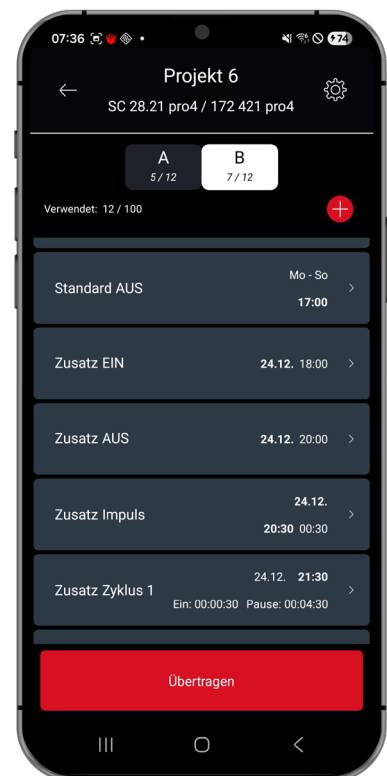 07:36 74
Projekt 6
SC 28.21 pro4 / 172 421 pro4
A B
5 / 12 7 / 12
Verwendet: 12 / 100
Standard AUS Mo - So
17:00
Zusatz EIN 24.12. 18:00
Zusatz AUS 24.12. 20:00
Zusatz Impuls 24.12.
20:30 00:30
Zusatz Zyklus 1 24.12. 21:30
Ein: 00:00:30 Pause: 00:04:30
Übertragen